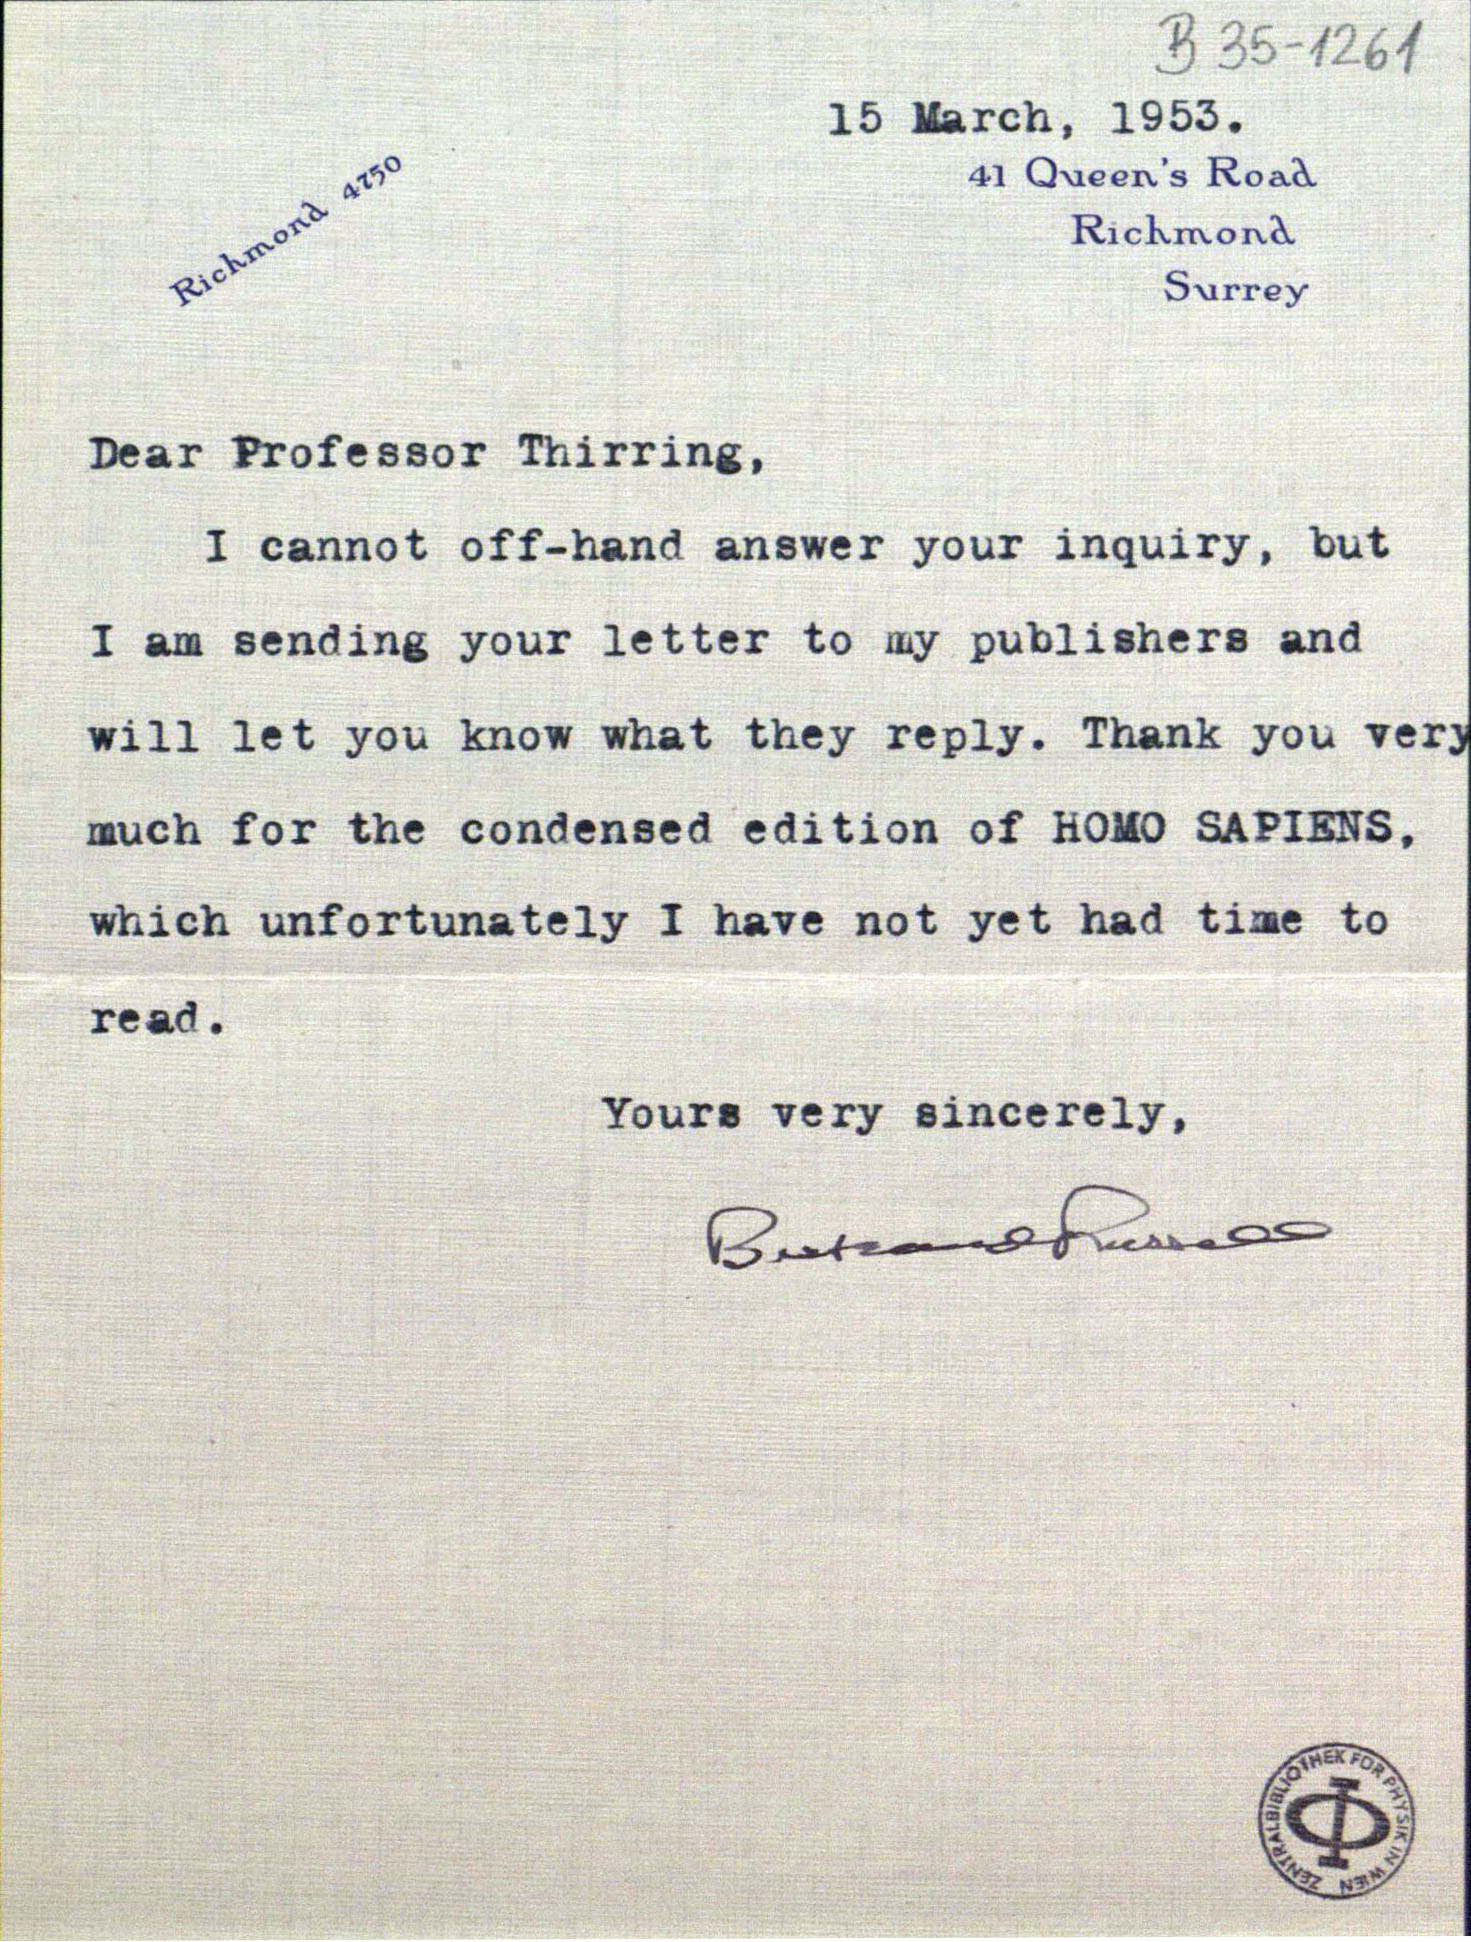 B 35-1261
15 March, 1953.
Richmond 4750
41 Queen's Road
Richmond
Surrey
Dear Professor Thirring,
I cannot off-hand answer your inquiry, but
I am sending your letter to my publishers and
will let you know what they reply. Thank you very
much for the condensed edition of HOMO SAPIENS,
which unfortunately I have not yet had time to
read.
Yours very sincerely,
Bertrand Russell
ZENTRALBIBLIOTHEK FÜR PHYSIK IN WIEN